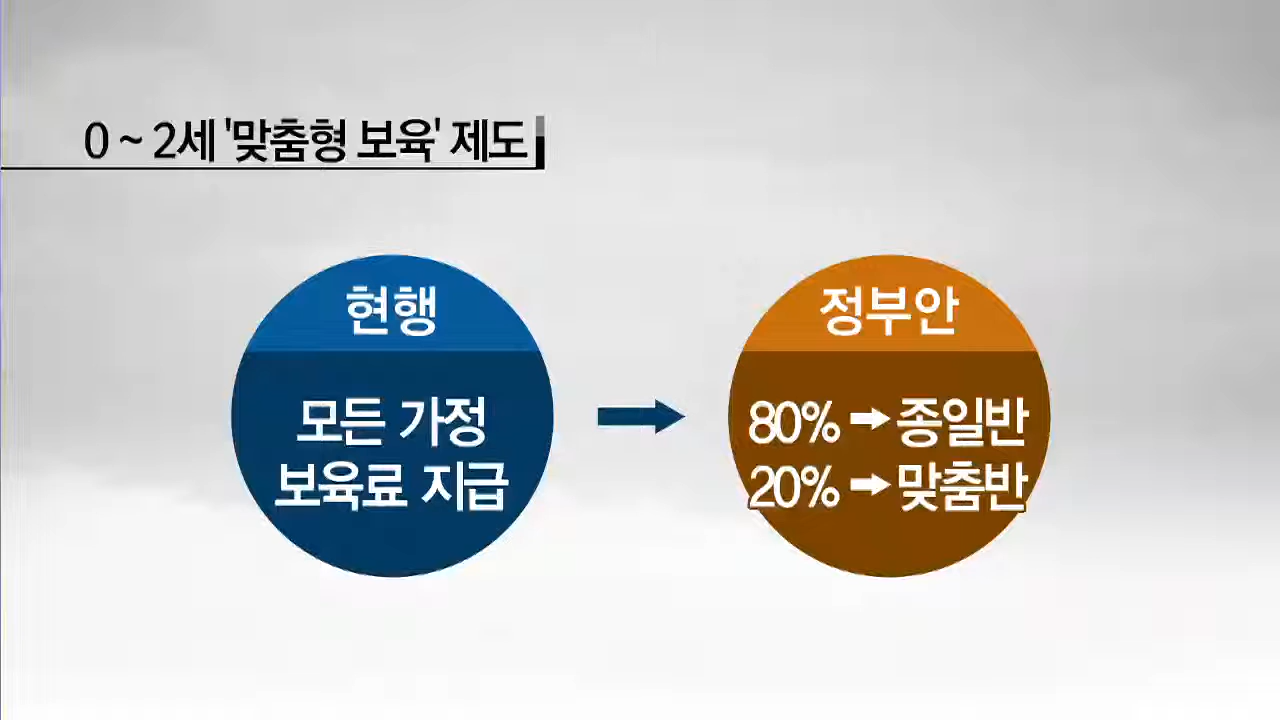 0 ~ 2세 '맞춤형 보육' 제도
현행
모든 가정
보육료 지급
정부안
80% ➡ 종일반
20% ➡ 맞춤반